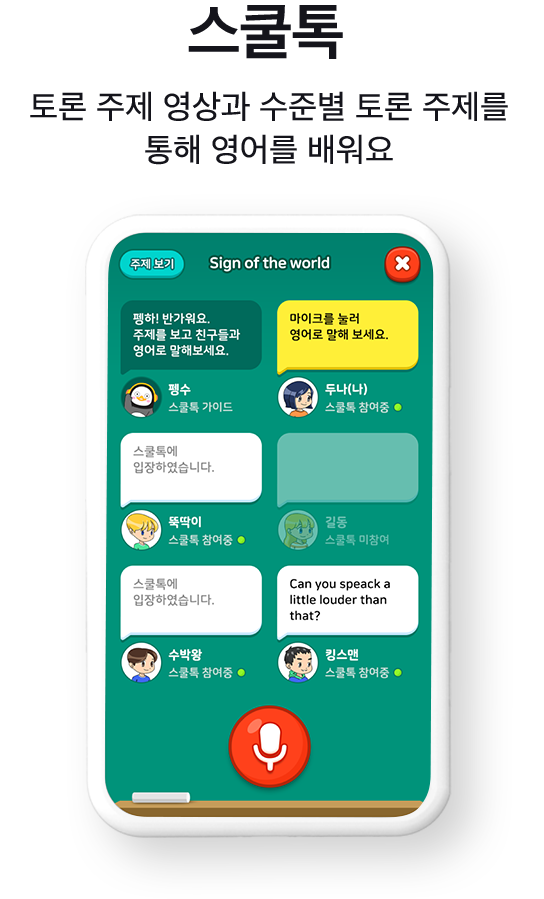 스쿨톡
토론 주제 영상과 수준별 토론 주제를
통해 영어를 배워요
주제 보기
Sign of the world
펭하! 반가워요.
주제를 보고 친구들과
영어로 말해보세요.
펭수
스쿨톡 가이드
마이크를 눌러
영어로 말해 보세요.
두나(나)
스쿨톡 참여중
스쿨톡에
입장하였습니다.
뚝딱이
스쿨톡 참여중
길동
스쿨톡 미참여
스쿨톡에
입장하였습니다.
수박왕
스쿨톡 참여중
Can you speack a
little louder than
that?
킹스맨
스쿨톡 참여중